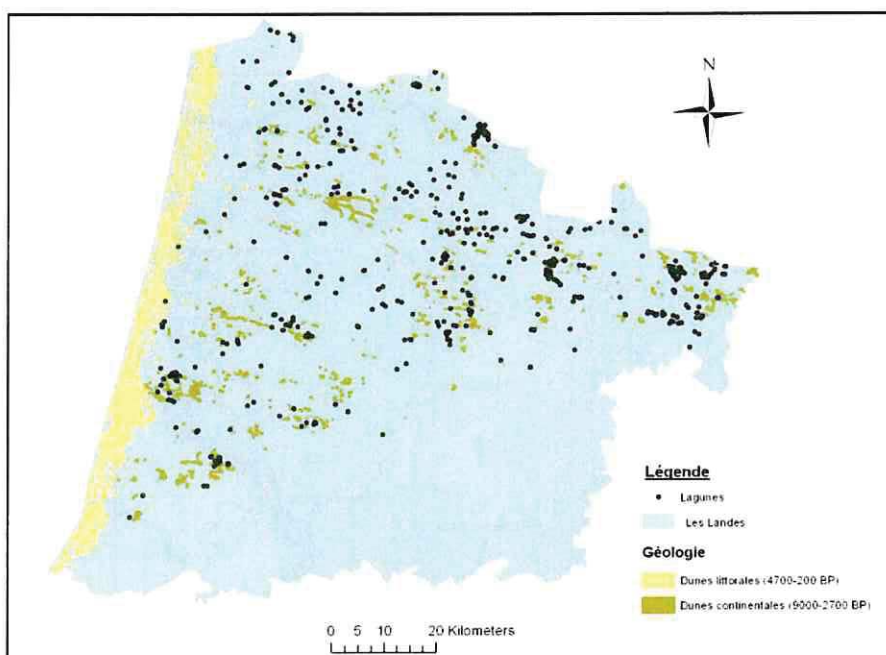 N
Légende
Lagunes
Les Landes
Géologie
Dunes littorales (4700-200 BP)
Dunes continentales (9000-2700 BP)
0 5 10 20 Kilometers